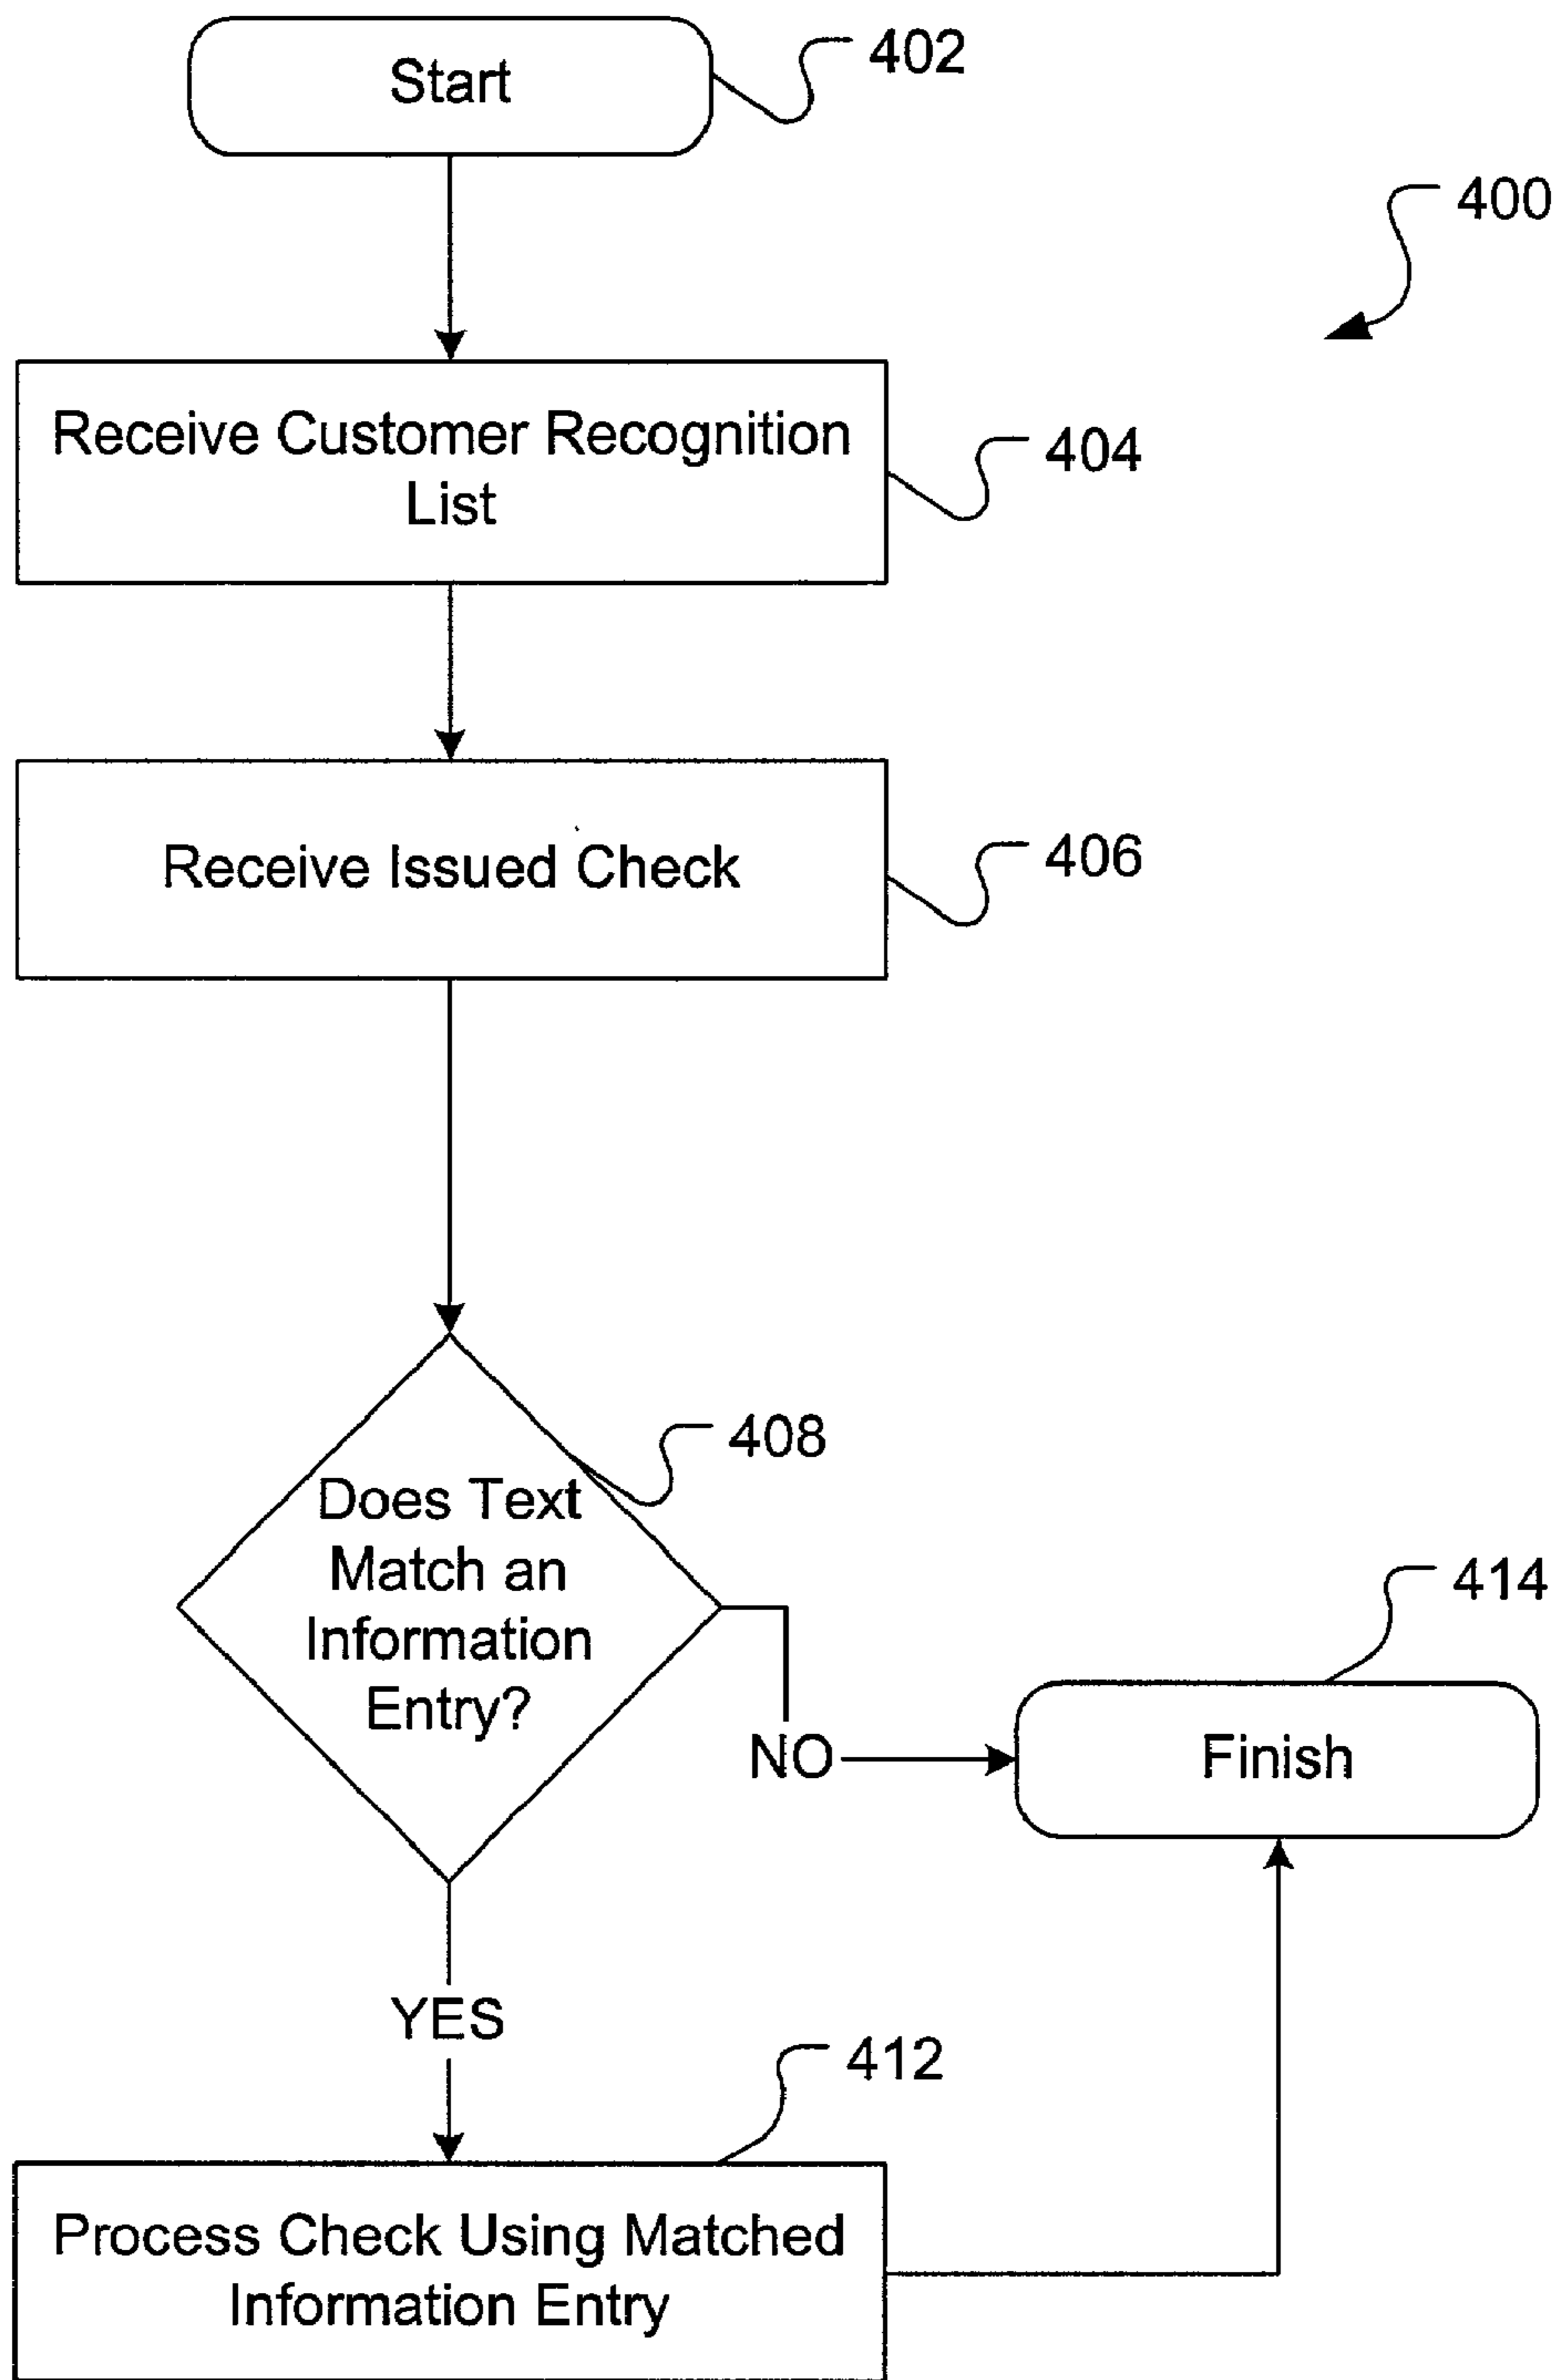 Start
402
400
Receive Customer Recognition
List
404
Receive Issued Check
406
408
Does Text
Match an
Information
Entry?
414
NO
Finish
YES
412
Process Check Using Matched
Information Entry